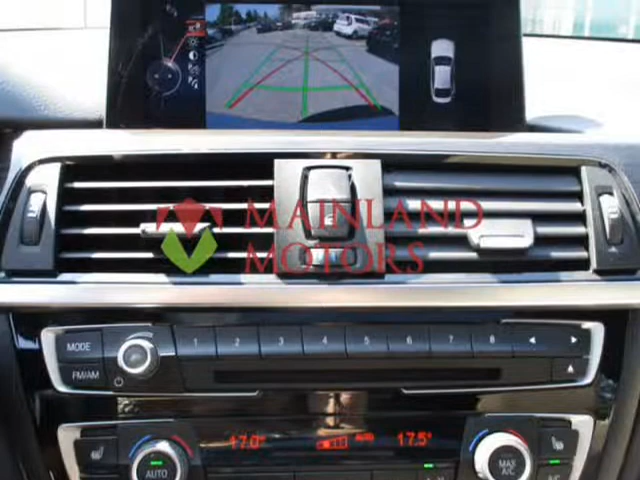 MAINLAND
MOTORS
MODE 1 2 3 4 5 6 7 8
FM/AM
17.0° AUTO 17.5°
AUTO MAX A/C